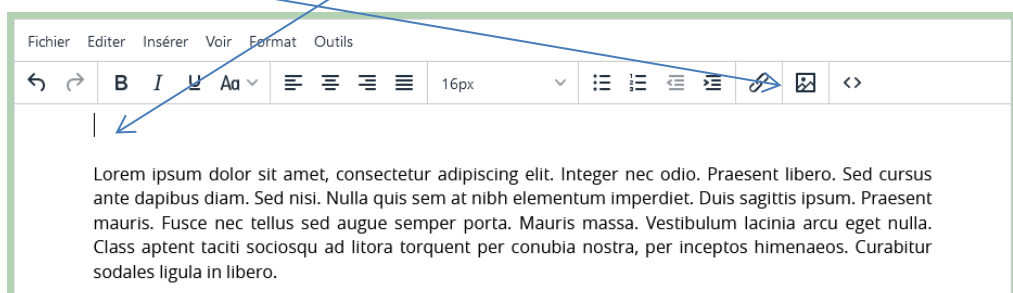 Fichier Editer Insérer Voir Format Outils
B I U Aa 16px
Lorem ipsum dolor sit amet, consectetur adipiscing elit. Integer nec odio. Praesent libero. Sed cursus
ante dapibus diam. Sed nisi. Nulla quis sem at nibh elementum imperdiet. Duis sagittis ipsum. Praesent
mauris. Fusce nec tellus sed augue semper porta. Mauris massa. Vestibulum lacinia arcu eget nulla.
Class aptent taciti sociosqu ad litora torquent per conubia nostra, per inceptos himenaeos. Curabitur
sodales ligula in libero.